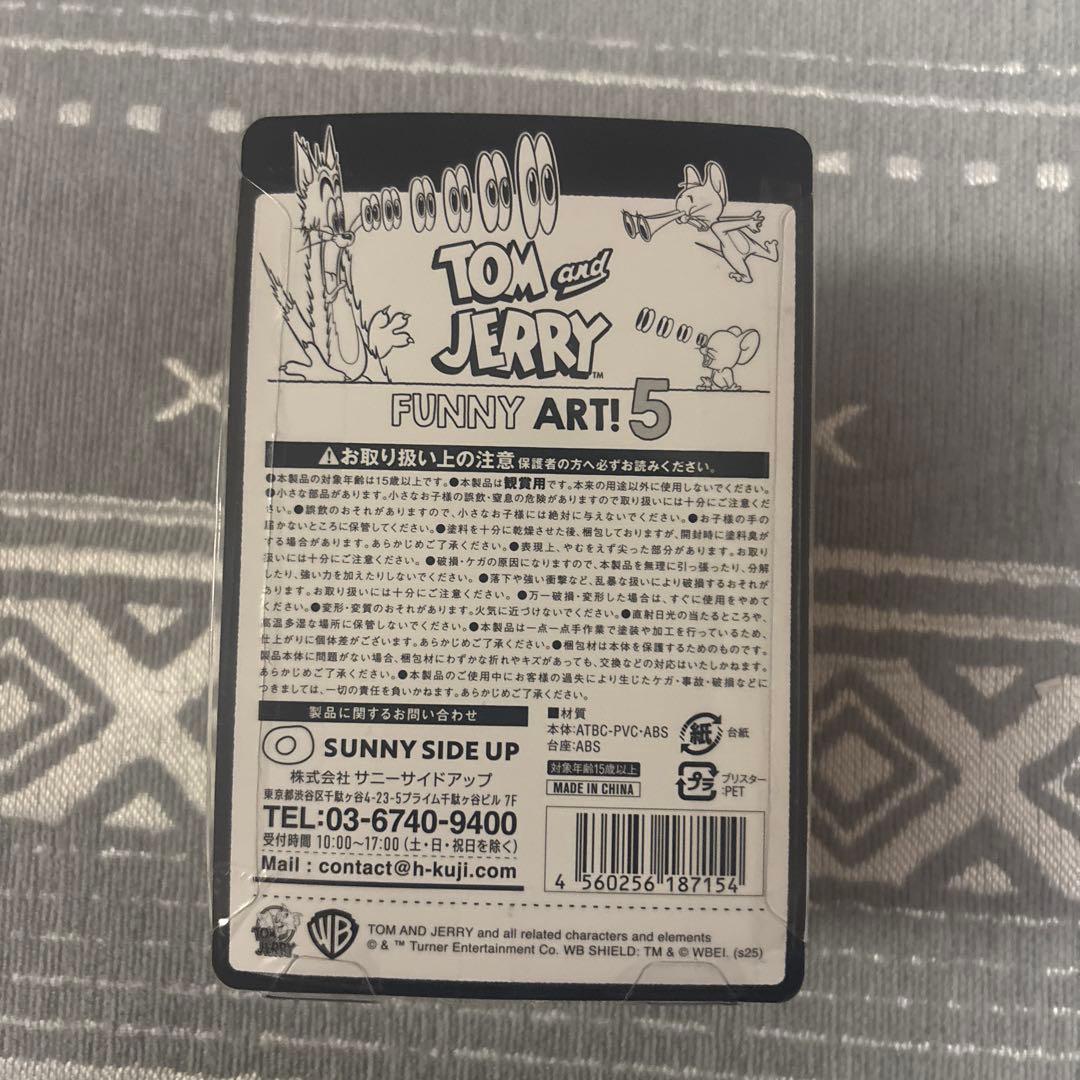 TOM and
JERRY™
FUNNY ART! 5
⚠お取り扱い上の注意 保護者の方へ必ずお読みください。
●本製品の対象年齢は15歳以上です。●本製品は観賞用です。本来の用途以外に使用しないでください。
●小さな部品があります。小さなお子様の誤飲・窒息の危険がありますので取り扱いには十分にご注意くだ
さい。●誤飲のおそれがありますので、小さなお子様には絶対に与えないでください。●お子様の手の
届かないところに保管してください。●塗料を十分に乾燥させた後、梱包しておりますが、開封時に塗料臭が
する場合があります。あらかじめご了承ください。●表現上、やむをえず尖った部分があります。お取り
扱いには十分にご注意ください。●破損・ケガの原因になりますので、本製品を無理に引っ張ったり、分解
したり、強い力を加えたりしないでください。●落下や強い衝撃など、乱暴な扱いにより破損するおそれが
あります。お取り扱いには十分にご注意ください。●万一破損・変形した場合は、すぐに使用をやめて
ください。●変形・変質のおそれがあります。火気に近づけないでください。●直射日光の当たるところや、
高温多湿な場所に保管しないでください。●本製品は一点一点手作業で塗装や加工を行っているため、
仕上がりに個体差がございます。あらかじめご了承ください。●梱包材は本体を保護するためのものです。
製品本体に問題がない場合、梱包材にわずかな折れやキズがあっても、交換などの対応はいたしかねます。
あらかじめご了承ください。●本製品のご使用中にお客様の過失により生じたケガ・事故・破損などに
つきましては、一切の責任を負いかねます。あらかじめご了承ください。
製品に関するお問い合わせ
SUNNY SIDE UP
株式会社 サニーサイドアップ
東京都渋谷区千駄ヶ谷4-23-5プライム千駄ヶ谷ビル 7F
TEL:03-6740-9400
受付時間 10:00～17:00（土・日・祝日を除く）
Mail：contact@h-kuji.com
■材質
本体:ATBC-PVC・ABS
台座:ABS
紙 台紙
対象年齢15歳以上
MADE IN CHINA
プラ ブリスター
:PET
4 560256 187154
TOM and JERRY
WB
TOM AND JERRY and all related characters and elements
© & ™ Turner Entertainment Co. WB SHIELD: TM & © WBEI. (s25)